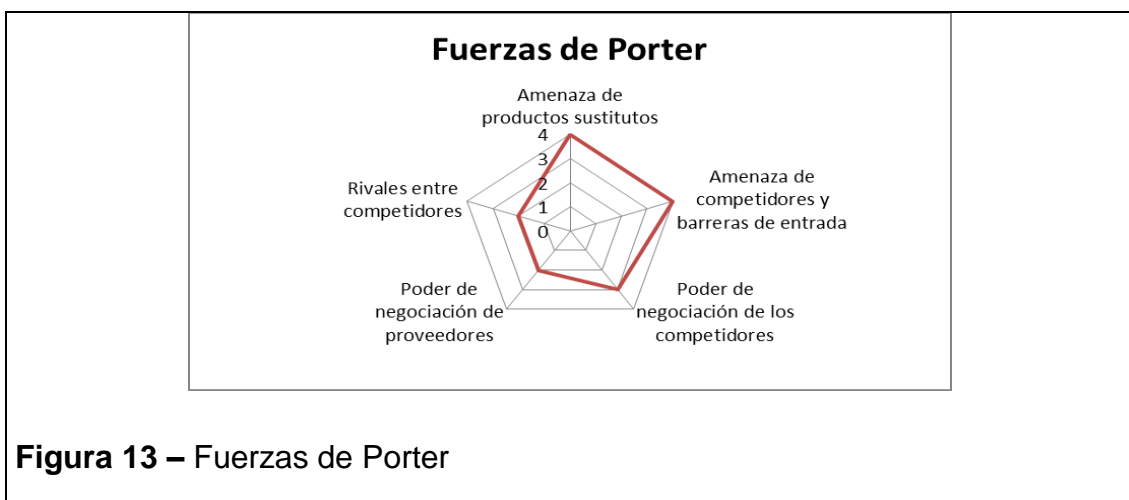 Fuerzas de Porter
Amenaza de
productos sustitutos
4
3
2
1
0
Amenaza de
competidores y
barreras de entrada
Poder de
negociación de los
competidores
Poder de
negociación de
proveedores
Rivales entre
competidores
Figura 13 – Fuerzas de Porter